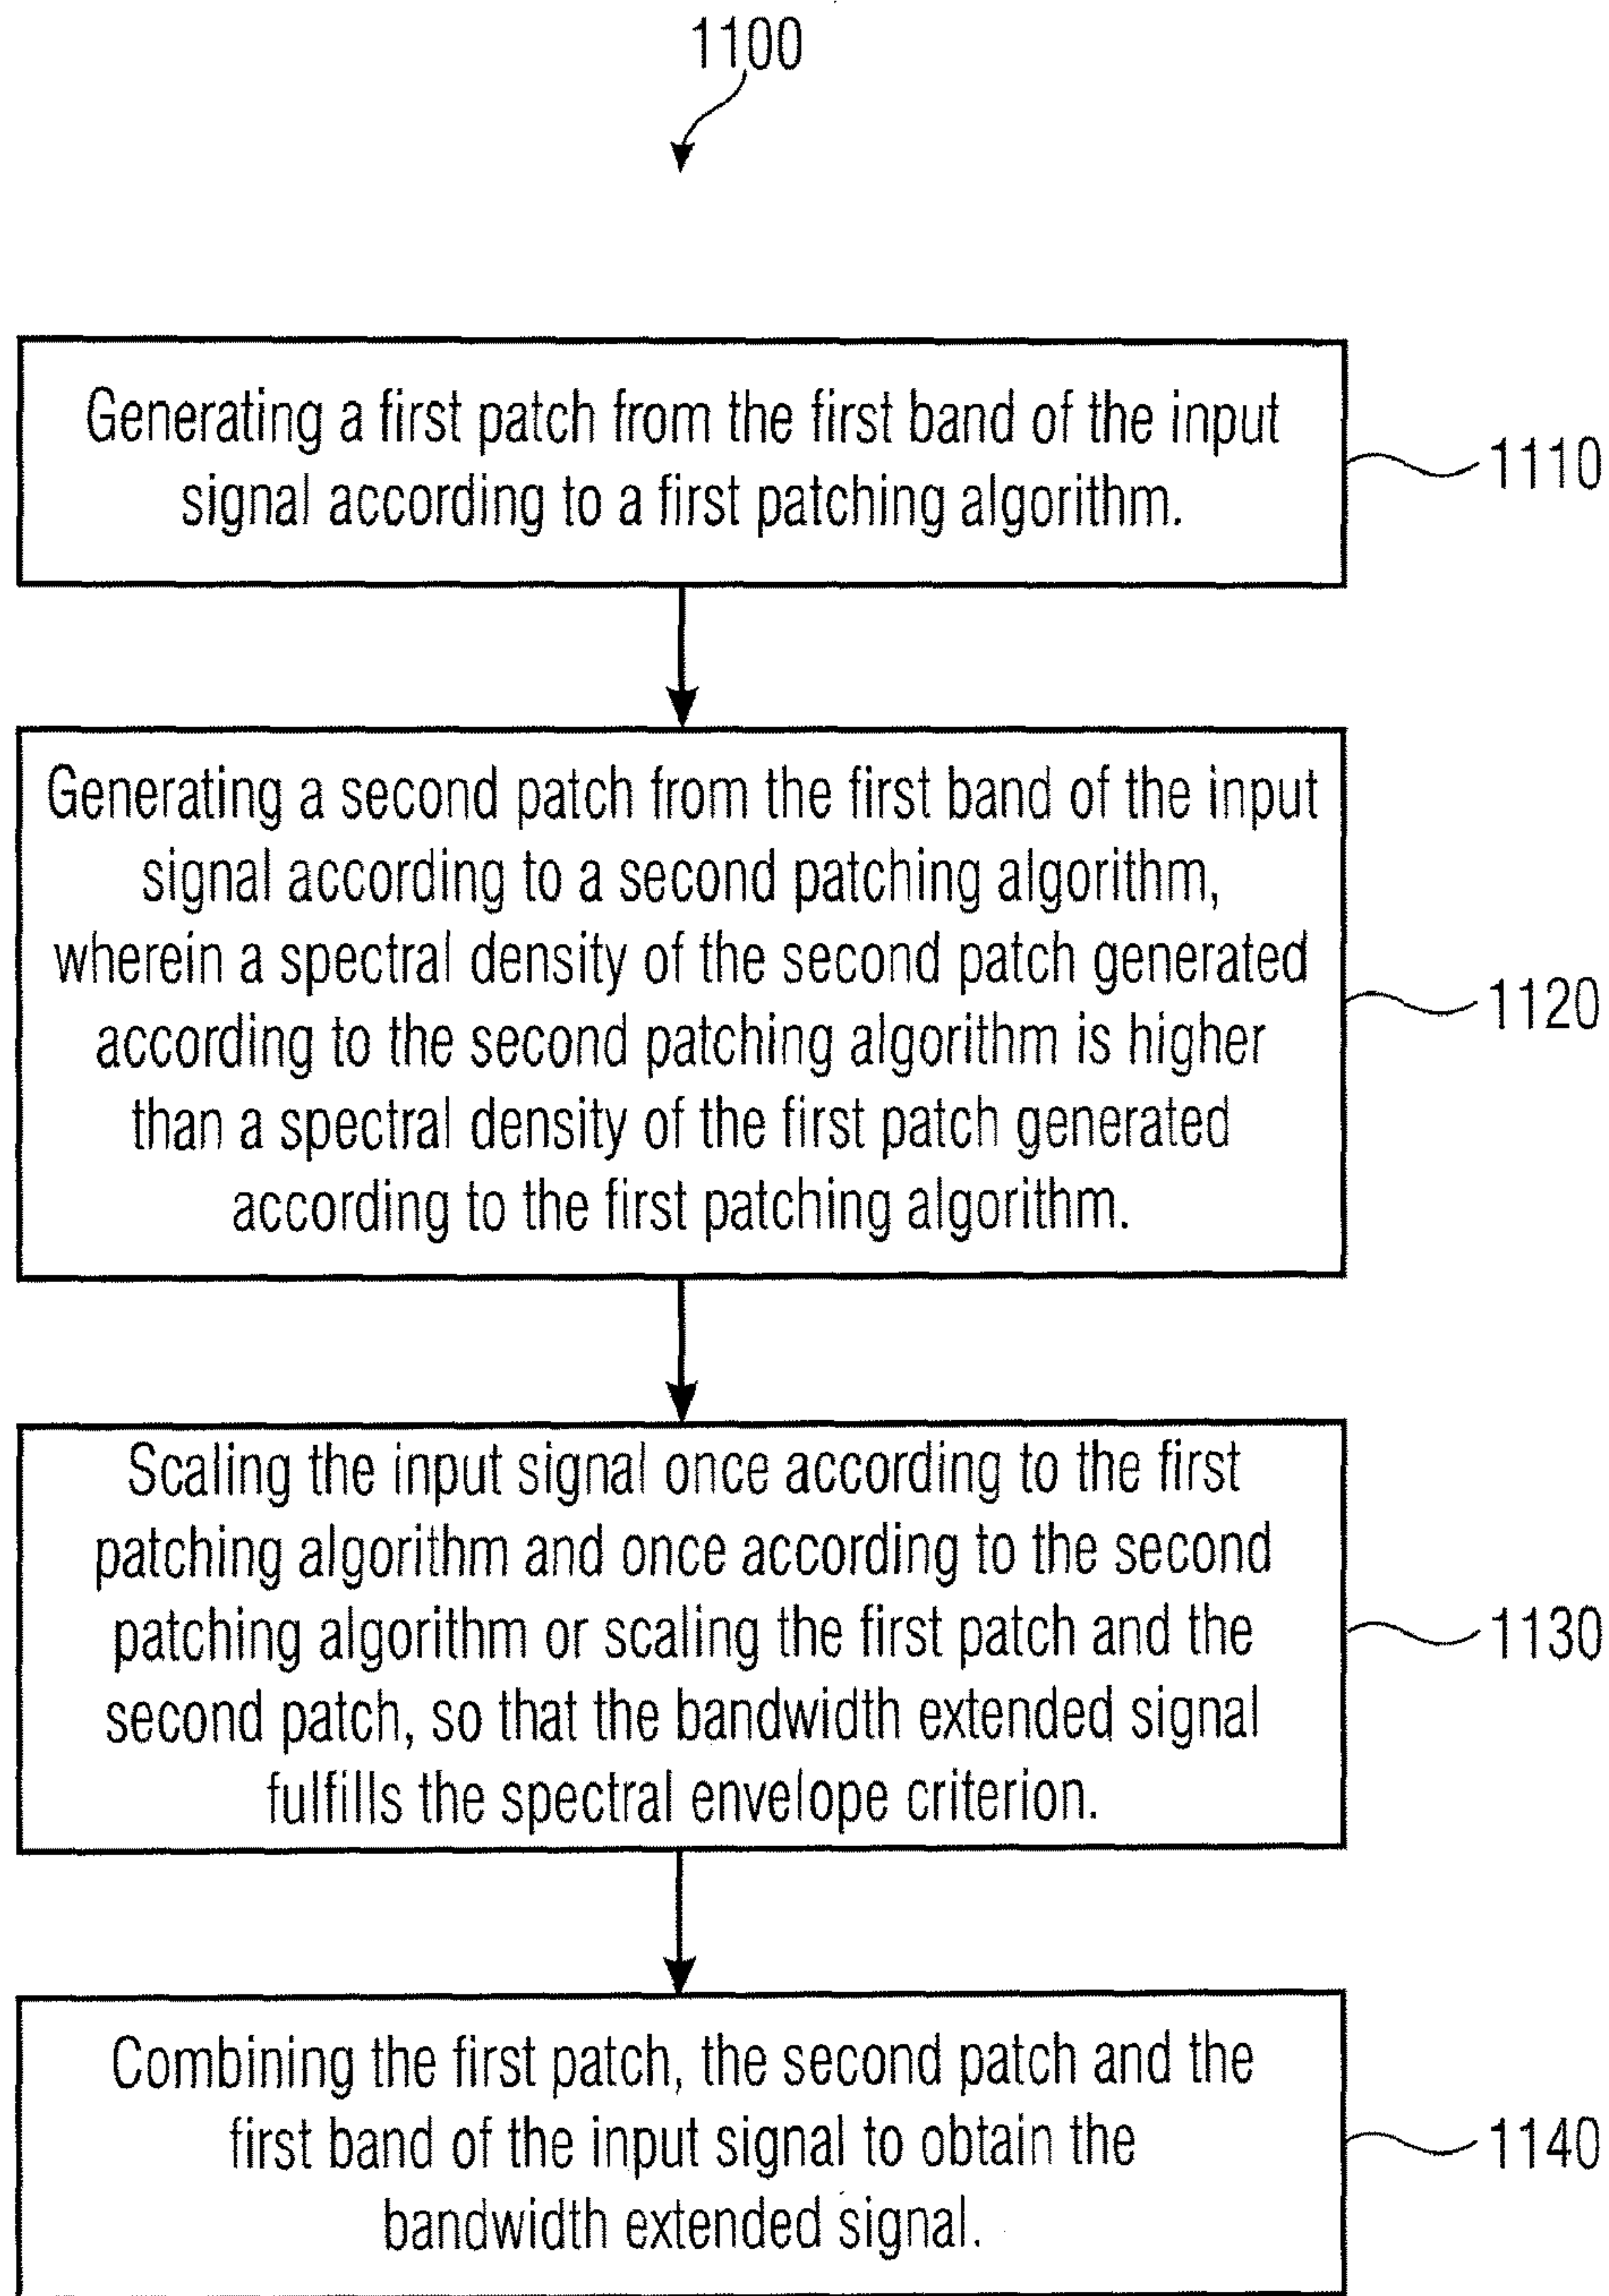 1100
Generating a first patch from the first band of the input
signal according to a first patching algorithm.
1110
Generating a second patch from the first band of the input
signal according to a second patching algorithm,
wherein a spectral density of the second patch generated
according to the second patching algorithm is higher
than a spectral density of the first patch generated
according to the first patching algorithm.
1120
Scaling the input signal once according to the first
patching algorithm and once according to the second
patching algorithm or scaling the first patch and the
second patch, so that the bandwidth extended signal
fulfills the spectral envelope criterion.
1130
Combining the first patch, the second patch and the
first band of the input signal to obtain the
bandwidth extended signal.
1140